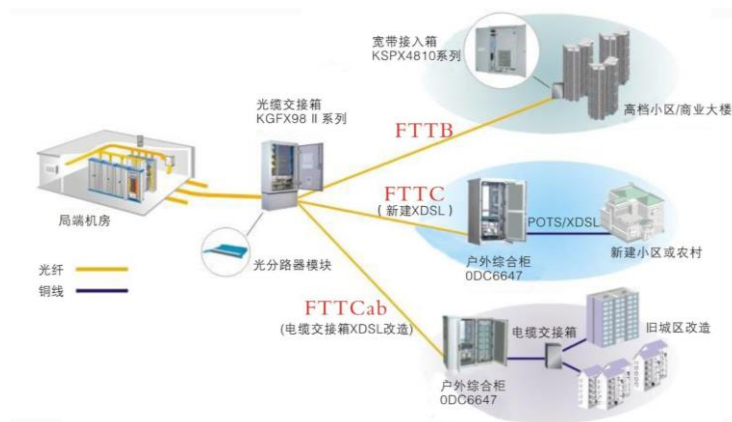 宽带接入箱
KSPX4810系列
高档小区/商业大楼
光缆交接箱
KGFX98 II 系列
FTTB
局端机房
FTTC
(新建XDSL)
POTS/XDSL
户外综合柜
0DC6647
新建小区或农村
光分路器模块
光纤
铜线
FTTCab
(电缆交接箱XDSL改造)
电缆交接箱
旧城区改造
户外综合柜
0DC6647